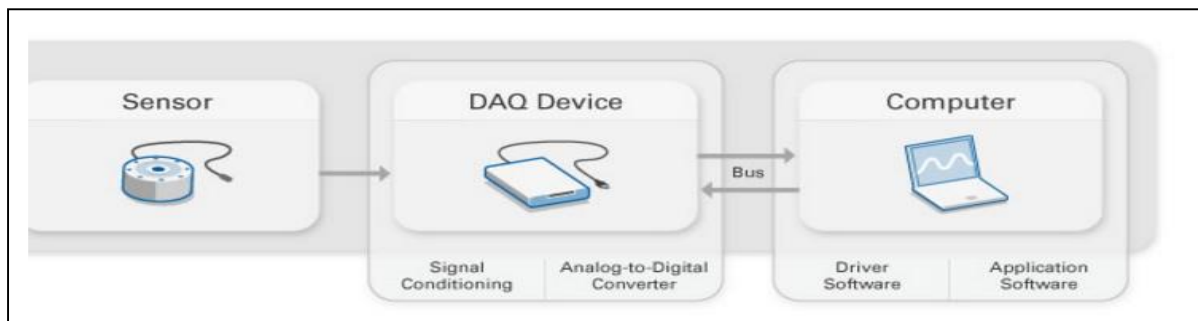 Sensor
DAQ Device
Computer
Bus
Signal
Conditioning
Analog-to-Digital
Converter
Driver
Software
Application
Software